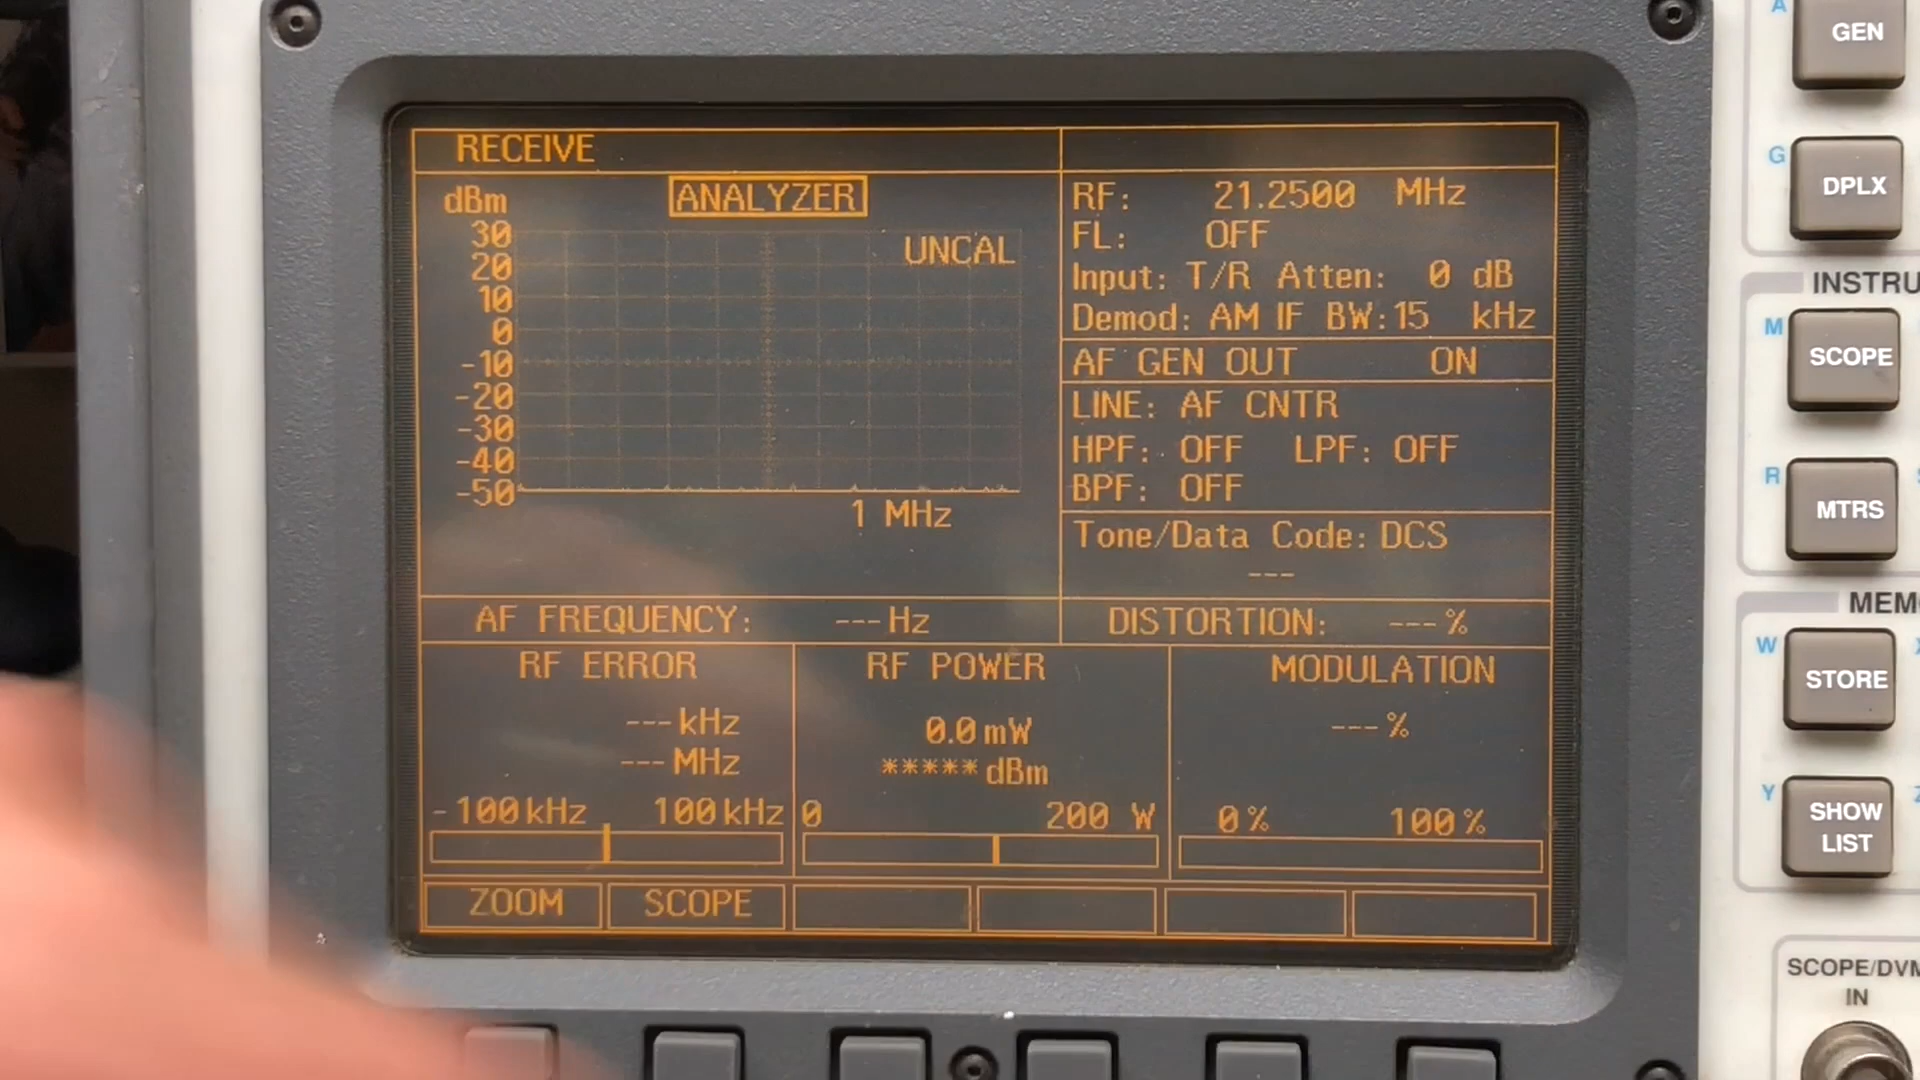 RECEIVE
ANALYZER
dBm
30
20
10
0
-10
-20
-30
-40
-50
UNCAL
1 MHz
RF: 21.2500 MHz
FL: OFF
Input: T/R Atten: 0 dB
Demod: AM IF BW: 15 kHz
AF GEN OUT ON
LINE: AF CNTR
HPF: OFF LPF: OFF
BPF: OFF
Tone/Data Code: DCS
---
AF FREQUENCY: --- Hz
DISTORTION: --- %
RF ERROR
--- kHz
--- MHz
-100 kHz 100 kHz
RF POWER
0.0 mW
***** dBm
0 200 W
MODULATION
--- %
0 % 100 %
ZOOM SCOPE
A
GEN
G
DPLX
INSTRU
M
SCOPE
R
MTRS
MEM
W
STORE
Y
SHOW
LIST
SCOPE/DVM
IN